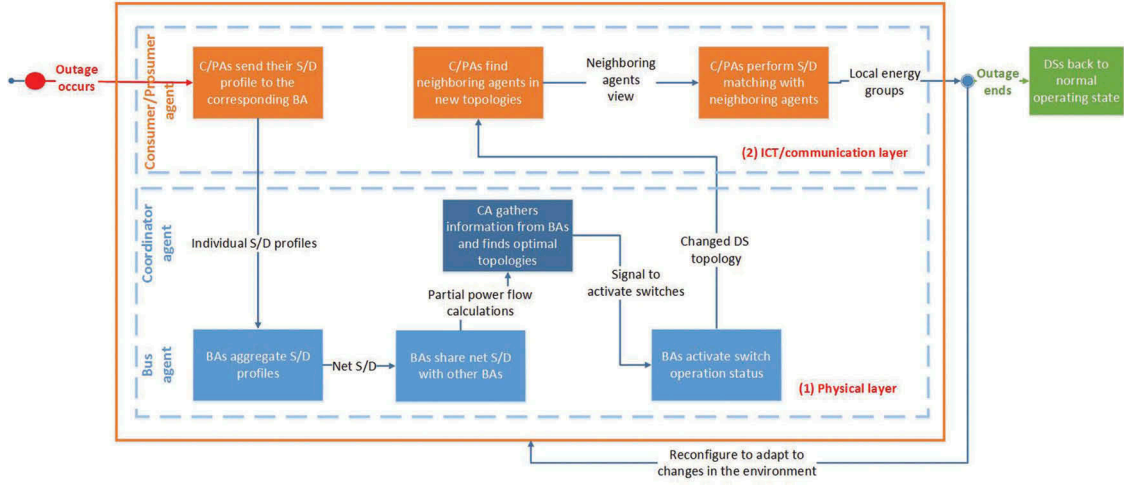 Outage
occurs
Consumer/Propsumer
agent
C/PAs send their S/D
profile to the
corresponding BA
C/PAs find
neighboring agents in
new topologies
Neighboring
agents
view
C/PAs perform S/D
matching with
neighboring agents
Local energy
groups
Outage
ends
DSs back to
normal
operating state
(2) ICT/communication layer
Coordinator
agent
Individual S/D profiles
CA gathers
information from BAs
and finds optimal
topologies
Changed DS
topology
Signal to
activate switches
Partial power flow
calculations
Bus
agent
BAs aggregate S/D
profiles
Net S/D
BAs share net S/D
with other BAs
BAs activate switch
operation status
(1) Physical layer
Reconfigure to adapt to
changes in the environment